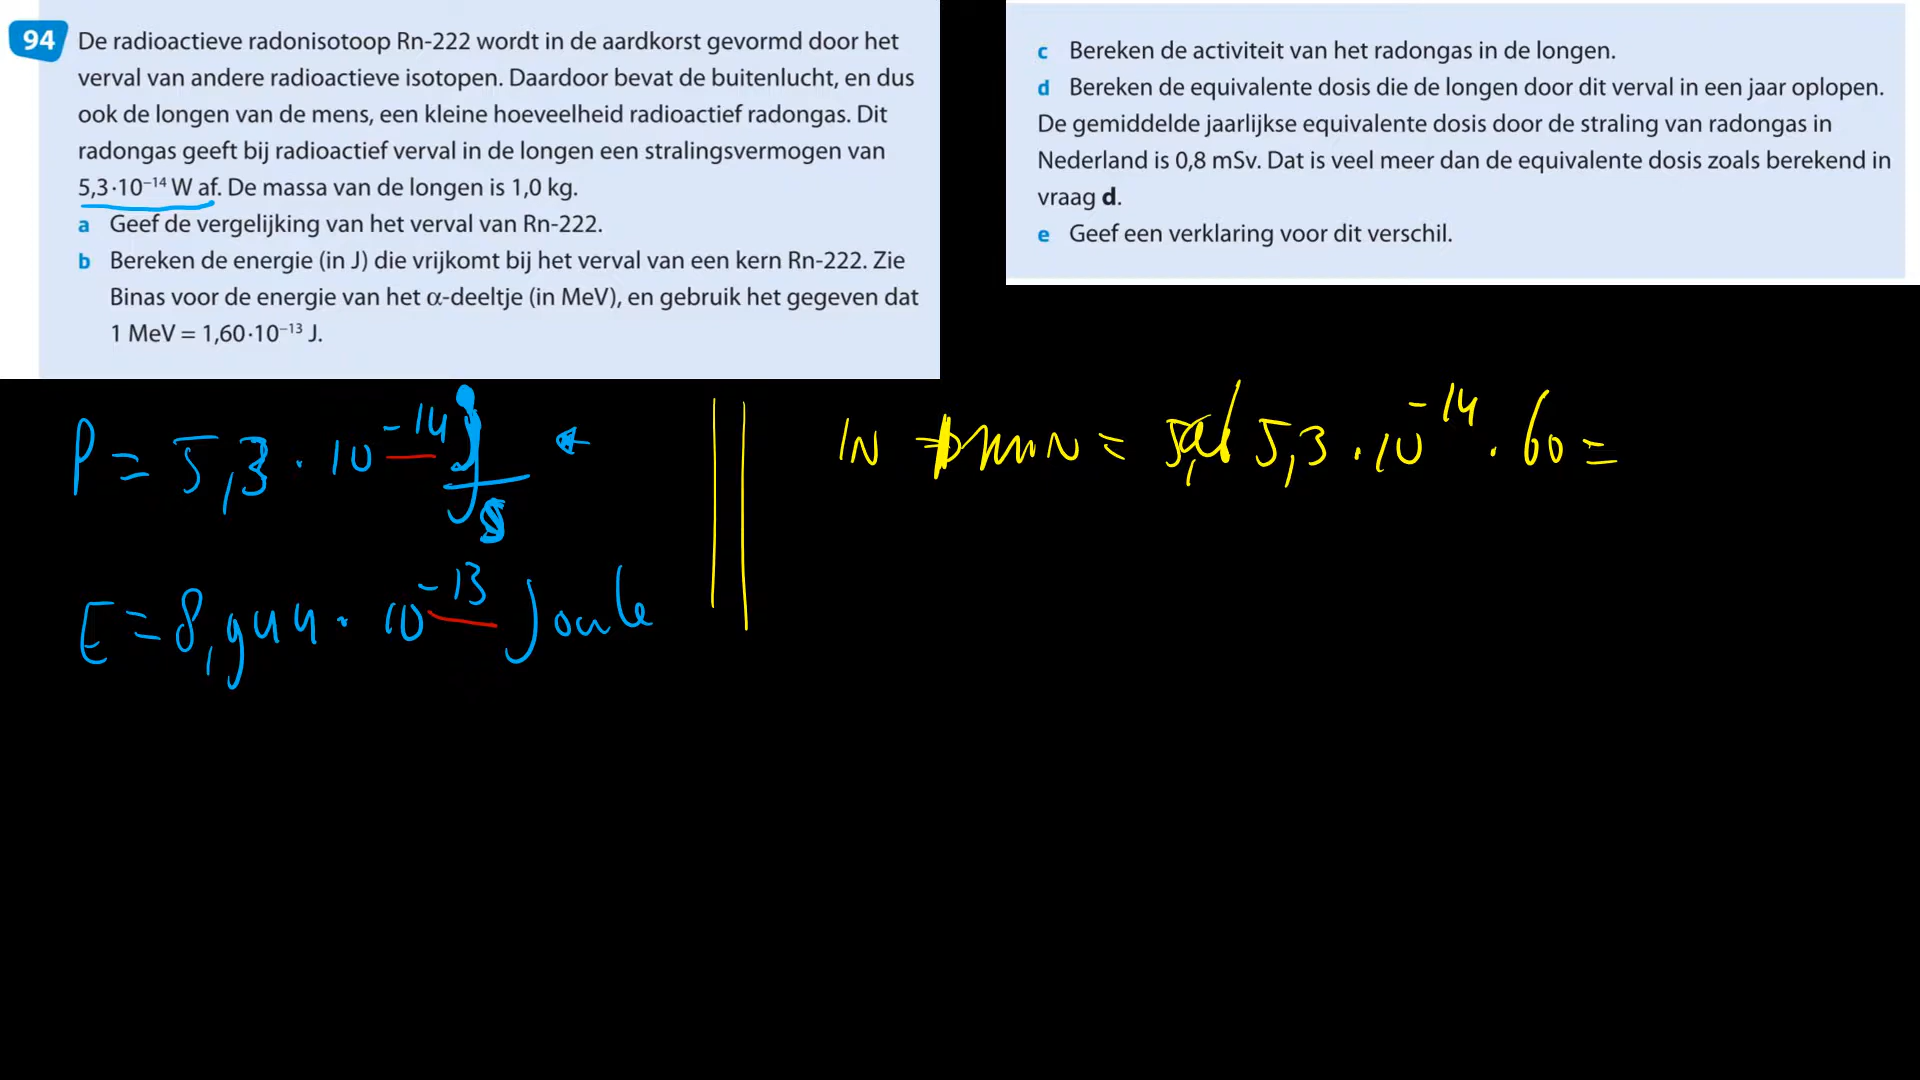 94 De radioactieve radonisotoop Rn-222 wordt in de aardkorst gevormd door het
verval van andere radioactieve isotopen. Daardoor bevat de buitenlucht, en dus
ook de longen van de mens, een kleine hoeveelheid radioactief radongas. Dit
radongas geeft bij radioactief verval in de longen een stralingsvermogen van
5,3·10⁻¹⁴ W af. De massa van de longen is 1,0 kg.
a Geef de vergelijking van het verval van Rn-222.
b Bereken de energie (in J) die vrijkomt bij het verval van een kern Rn-222. Zie
Binas voor de energie van het α-deeltje (in MeV), en gebruik het gegeven dat
1 MeV = 1,60·10⁻¹³ J.
c Bereken de activiteit van het radongas in de longen.
d Bereken de equivalente dosis die de longen door dit verval in een jaar oplopen.
De gemiddelde jaarlijkse equivalente dosis door de straling van radongas in
Nederland is 0,8 mSv. Dat is veel meer dan de equivalente dosis zoals berekend in
vraag d.
e Geef een verklaring voor dit verschil.
P = 5,3 · 10⁻¹⁴ J/s
E = 8,944 · 10⁻¹³ Joule
IN 1 MIN = 5,3 · 10⁻¹⁴ · 60 =